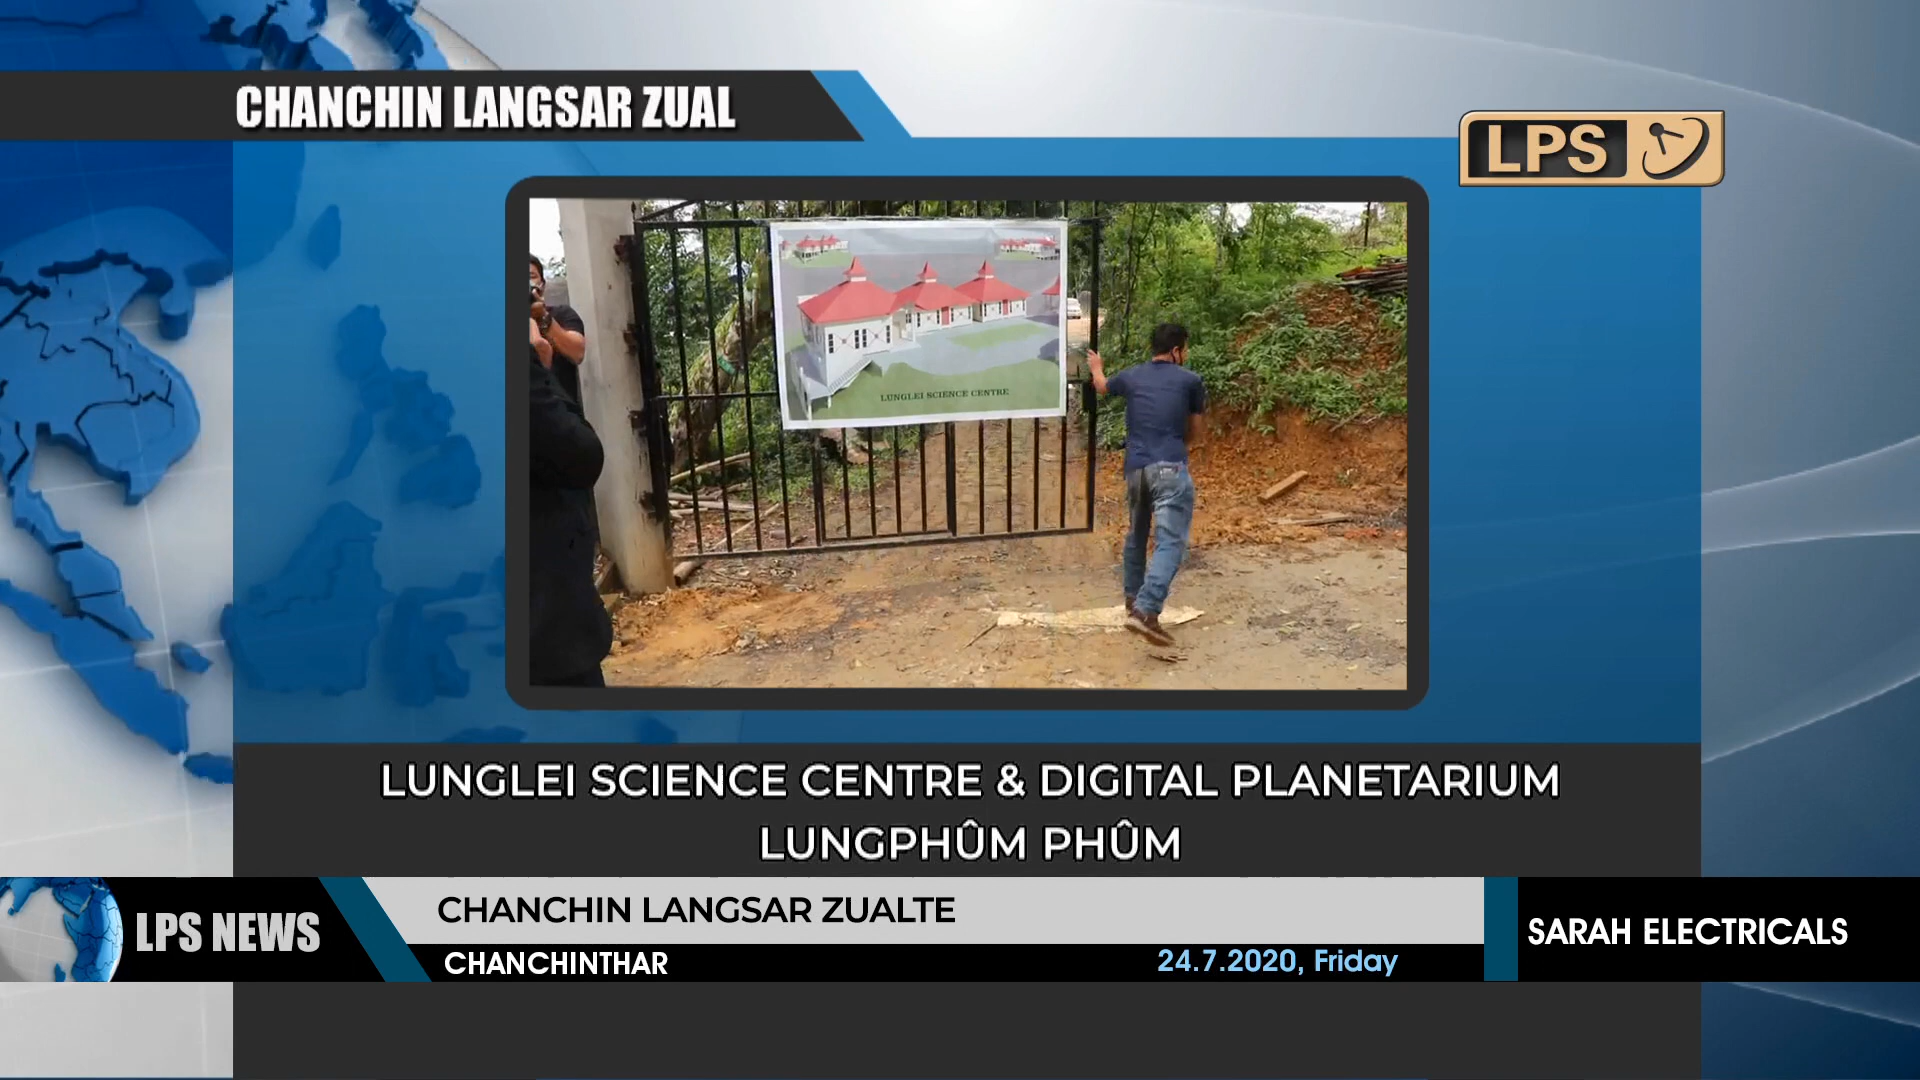 CHANCHIN LANGSAR ZUAL
LPS
LUNGLEI SCIENCE CENTRE
LUNGLEI SCIENCE CENTRE & DIGITAL PLANETARIUM
LUNGPHÛM PHÛM
LPS NEWS
CHANCHIN LANGSAR ZUALTE
CHANCHINTHAR
24.7.2020, Friday
SARAH ELECTRICALS